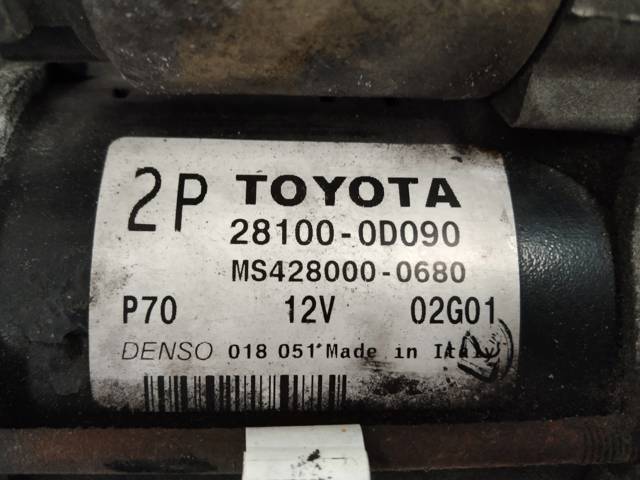 2P TOYOTA
28100-0D090
MS428000-0680
P70 12V 02G01
DENSO 018 051* Made in Italy